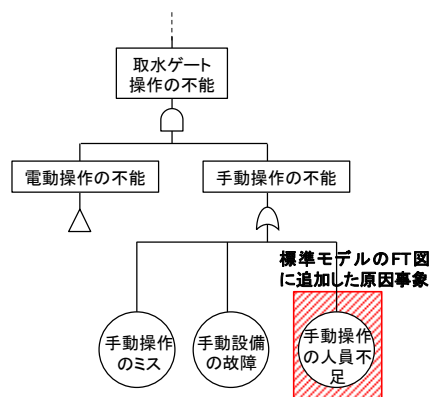 取水ゲート
操作の不能
電動操作の不能
手動操作の不能
標準モデルのFT図
に追加した原因事象
手動操作
のミス
手動設備
の故障
手動操作
の人員不
足